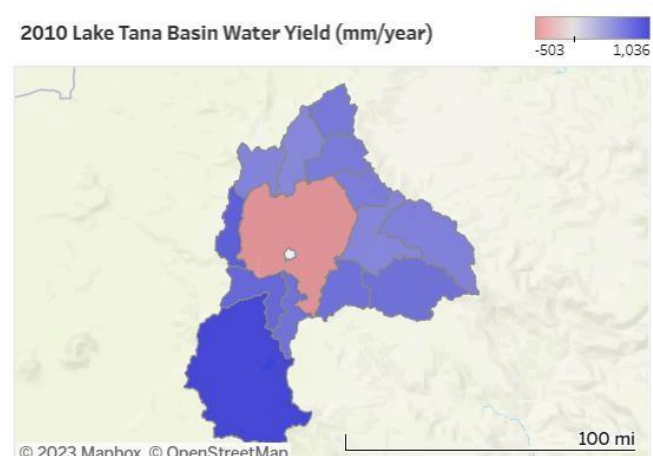 2010 Lake Tana Basin Water Yield (mm/year)
-503 1,036
100 mi
© 2023 Mapbox © OpenStreetMap